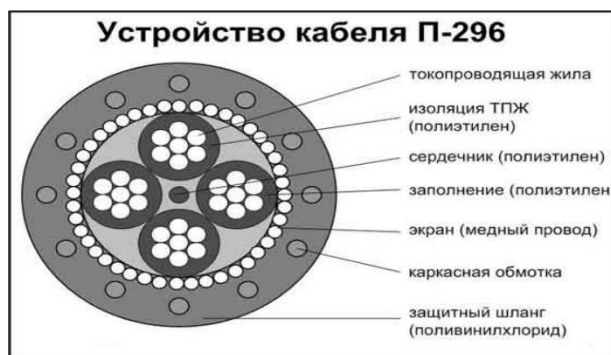 Устройство кабеля П-296
токопроводящая жила
изоляция ТПЖ
(полиэтилен)
сердечник (полиэтилен)
заполнение (полиэтилен
экран (медный провод)
каркасная обмотка
защитный шланг
(поливинилхлорид)